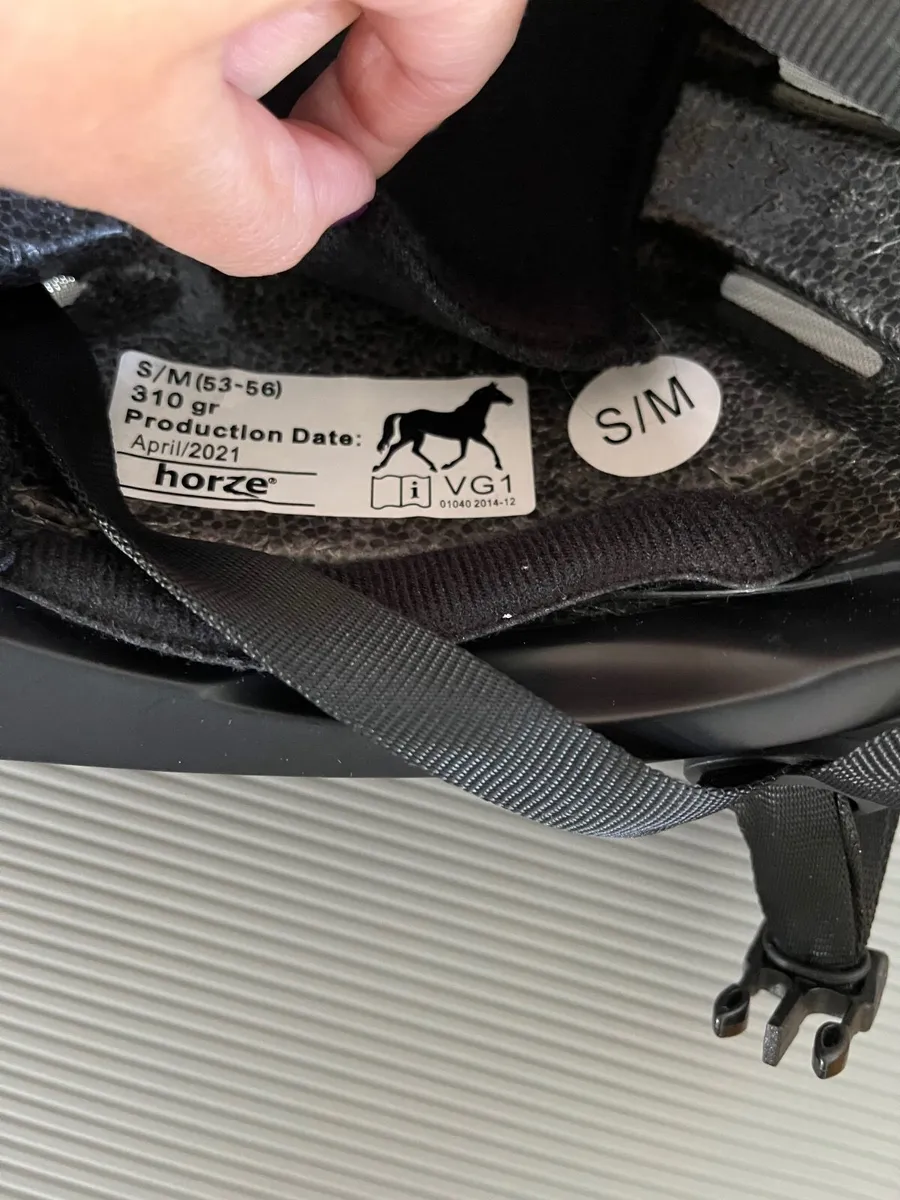 S/M (53-56)
310 gr
Production Date:
April/2021
horze®
i VG1
01040 2014-12
S/M